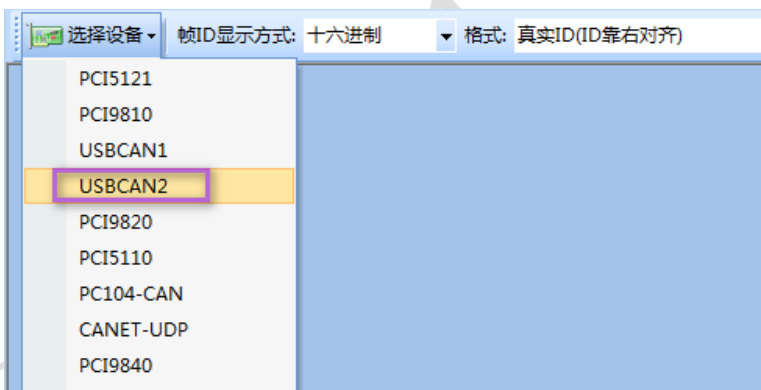 选择设备 帧ID显示方式: 十六进制 格式: 真实ID(ID靠右对齐)
PCI5121
PCI9810
USBCAN1
USBCAN2
PCI9820
PCI5110
PC104-CAN
CANET-UDP
PCI9840